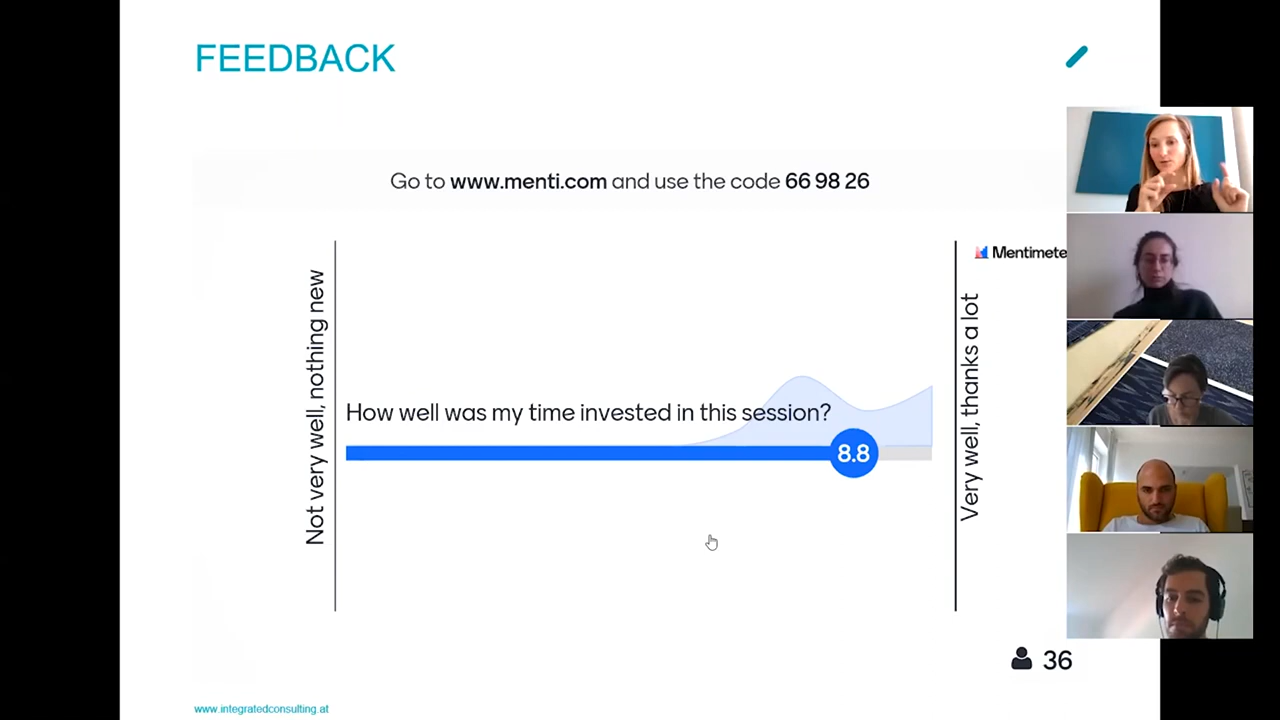 FEEDBACK
Go to www.menti.com and use the code 66 98 26
Mentimete
Not very well, nothing new
How well was my time invested in this session?
8.8
Very well, thanks a lot
36
www.integratedconsulting.at